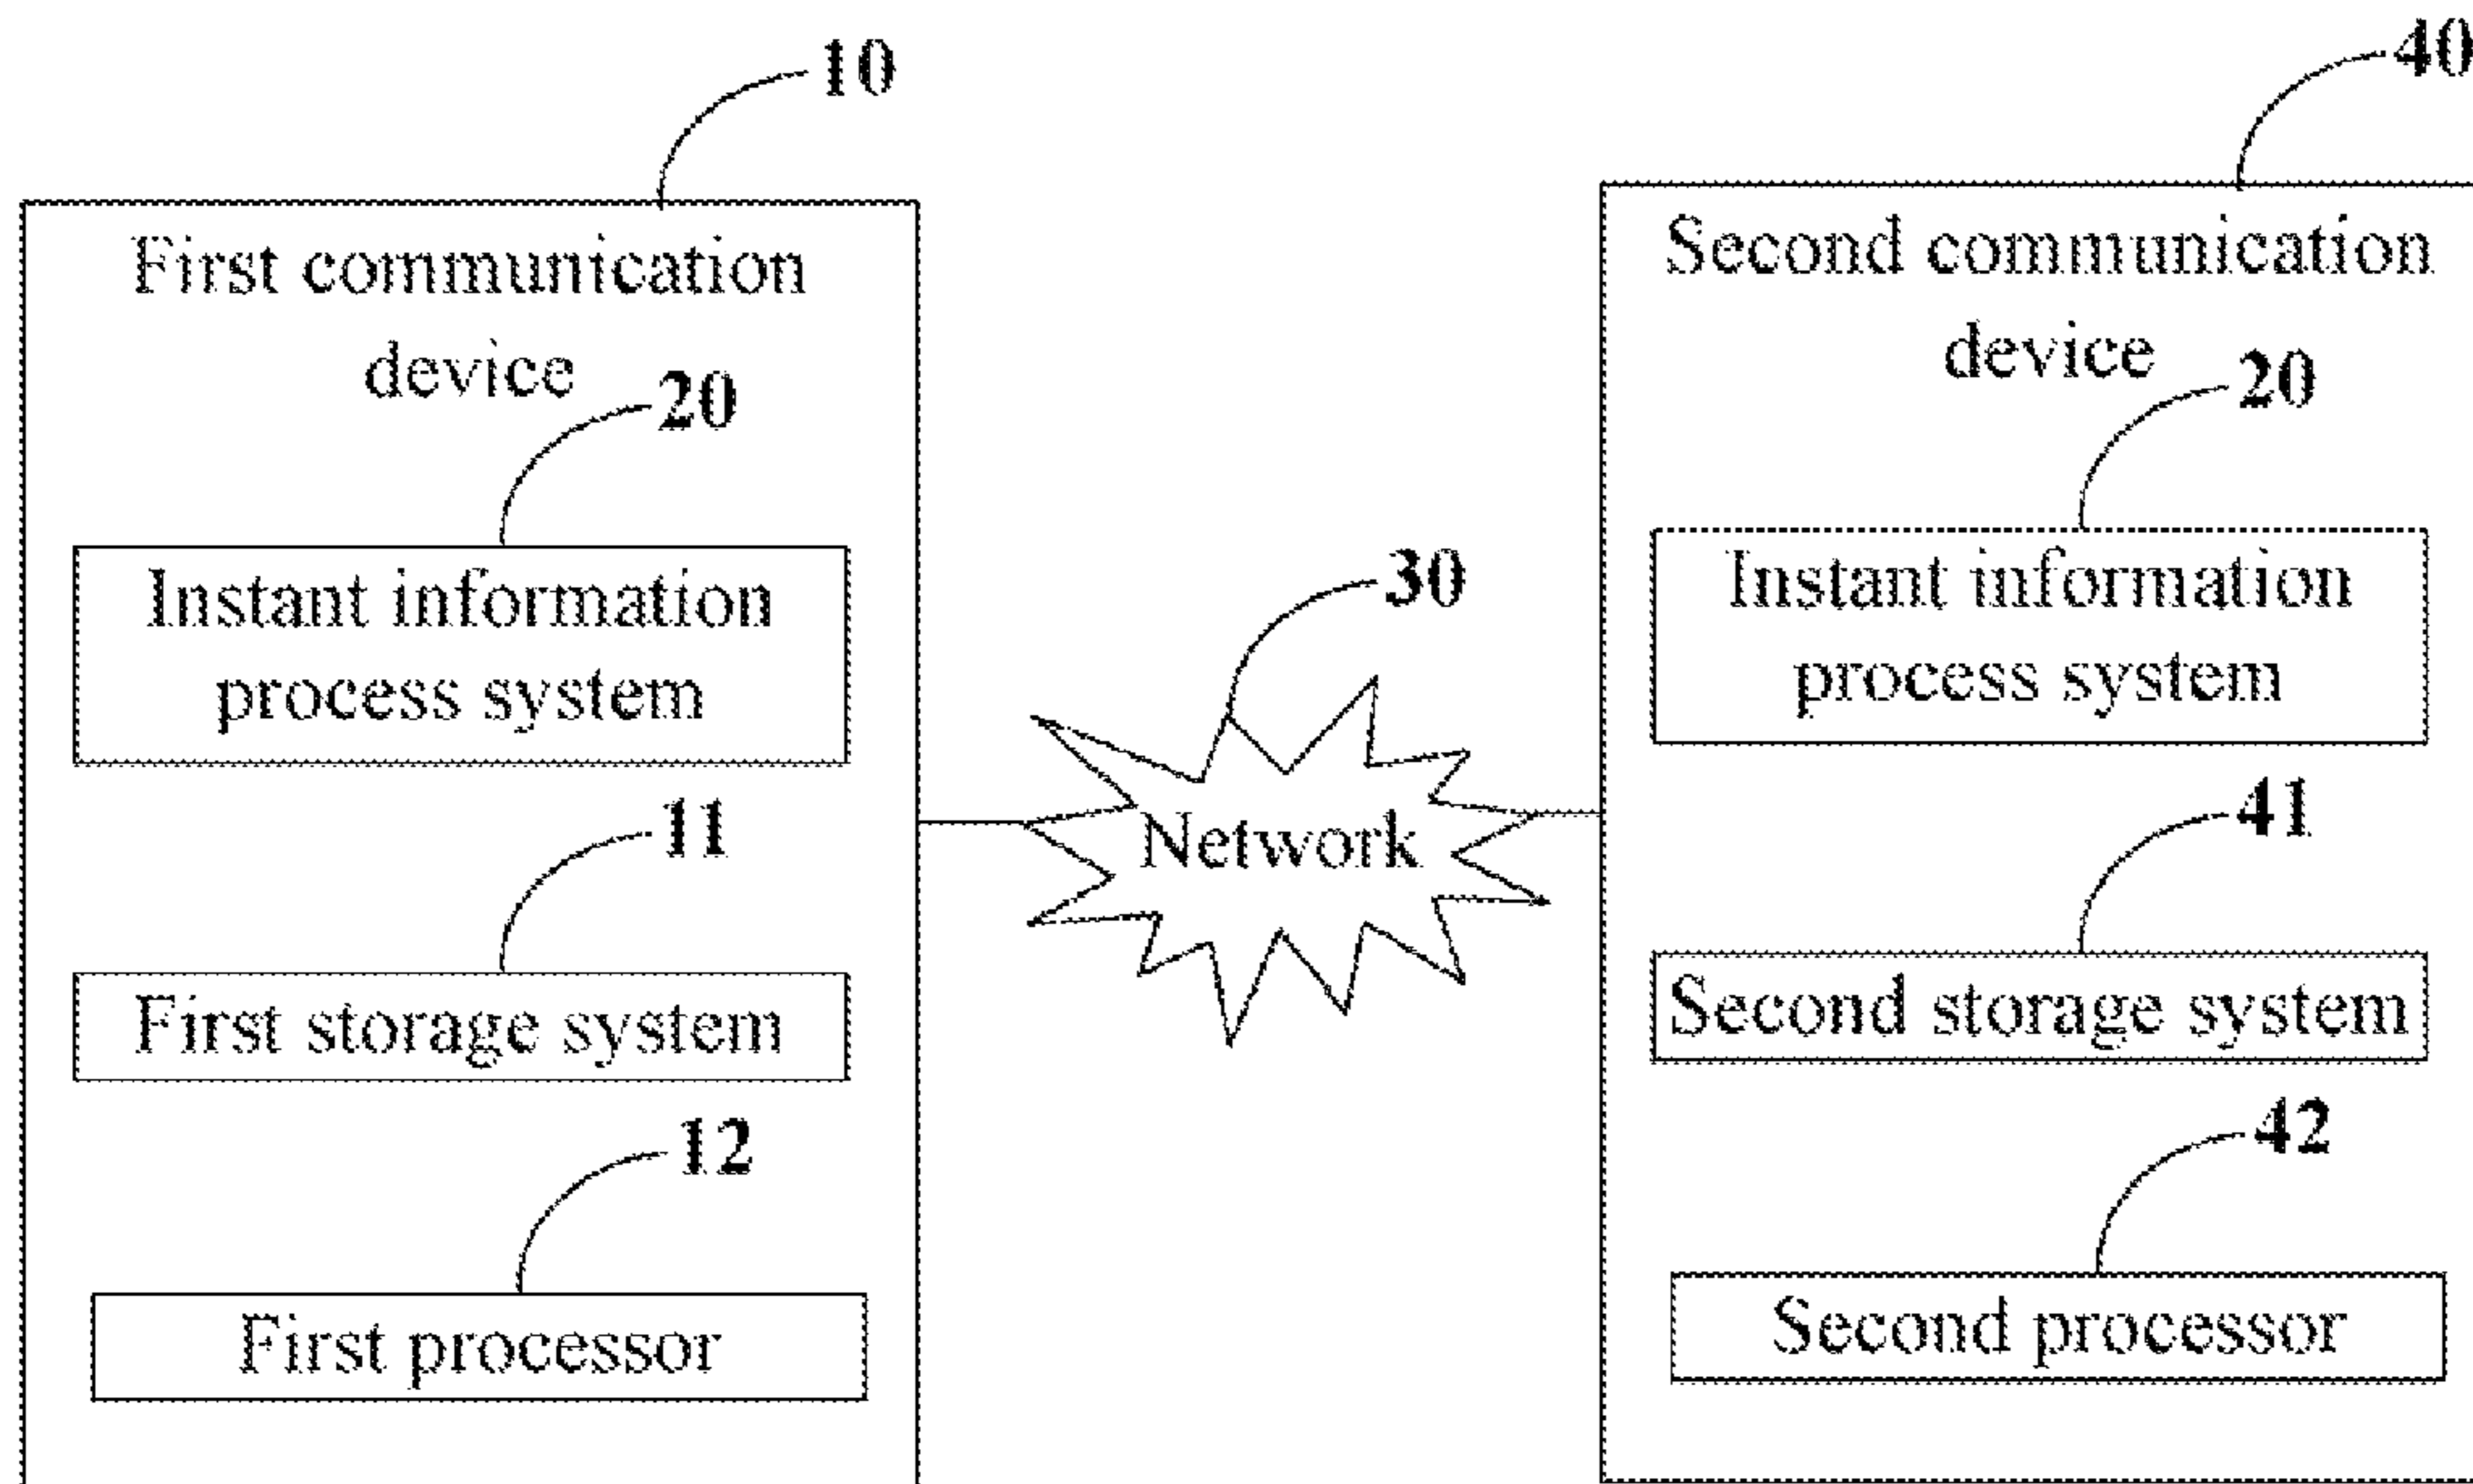 10
First communication
device
20
Instant information
process system
11
First storage system
12
First processor
30
Network
40
Second communication
device
20
Instant information
process system
41
Second storage system
42
Second processor